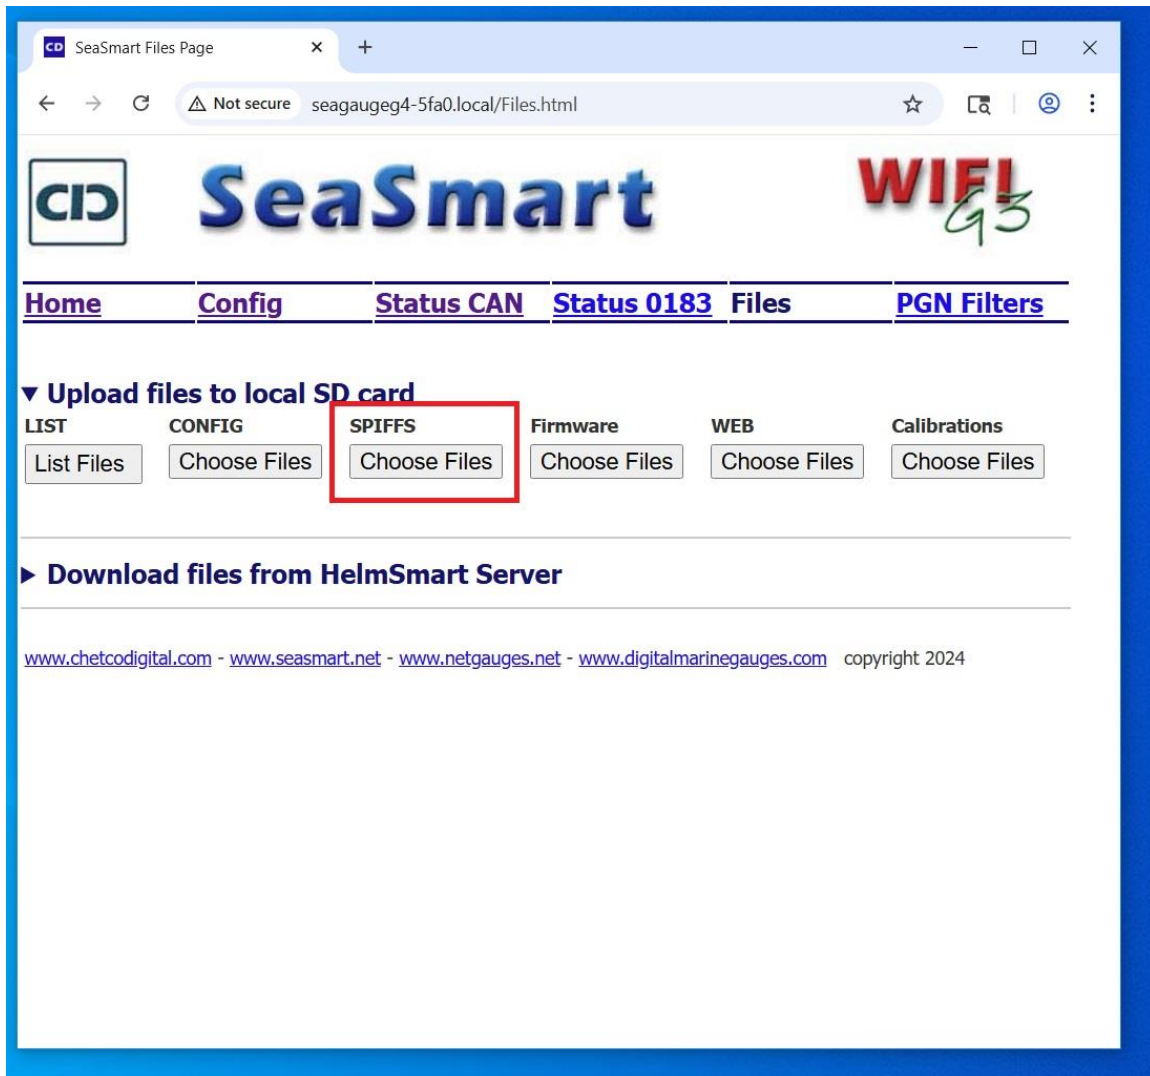 CD SeaSmart Files Page
Not secure seagaugeg4-5fa0.local/Files.html
CD SeaSmart WIFI G3
Home Config Status CAN Status 0183 Files PGN Filters
Upload files to local SD card
LIST CONFIG SPIFFS Firmware WEB Calibrations
List Files Choose Files Choose Files Choose Files Choose Files Choose Files
Download files from HelmSmart Server
www.chetcodigital.com - www.seasmart.net - www.netgauges.net - www.digitalmarinegauges.com copyright 2024